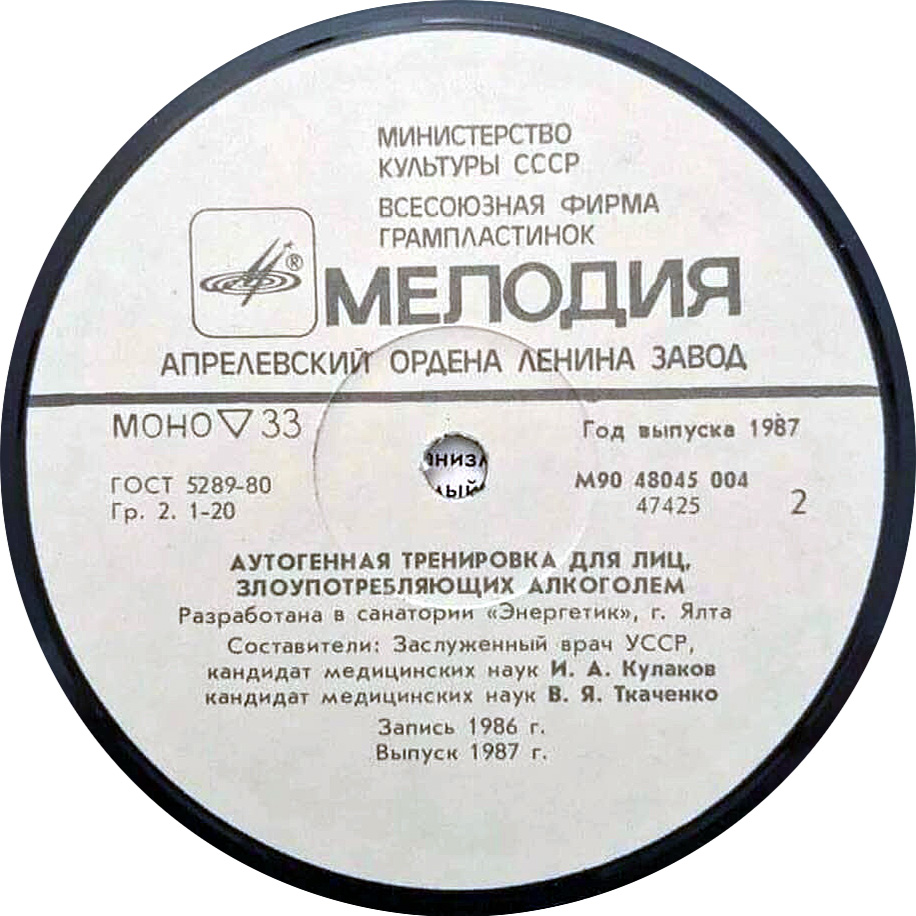 МИНИСТЕРСТВО
КУЛЬТУРЫ СССР
ВСЕСОЮЗНАЯ ФИРМА
ГРАМПЛАСТИНОК
®
МЕЛОДИЯ
АПРЕЛЕВСКИЙ ОРДЕНА ЛЕНИНА ЗАВОД
МОНО ▽ 33
Год выпуска 1987
ГОСТ 5289-80
Гр. 2. 1-20
М90 48045 004
47425
2
АУТОГЕННАЯ ТРЕНИРОВКА ДЛЯ ЛИЦ,
ЗЛОУПОТРЕБЛЯЮЩИХ АЛКОГОЛЕМ
Разработана в санатории «Энергетик», г. Ялта
Составители: Заслуженный врач УССР,
кандидат медицинских наук И. А. Кулаков
кандидат медицинских наук В. Я. Ткаченко
Запись 1986 г.
Выпуск 1987 г.